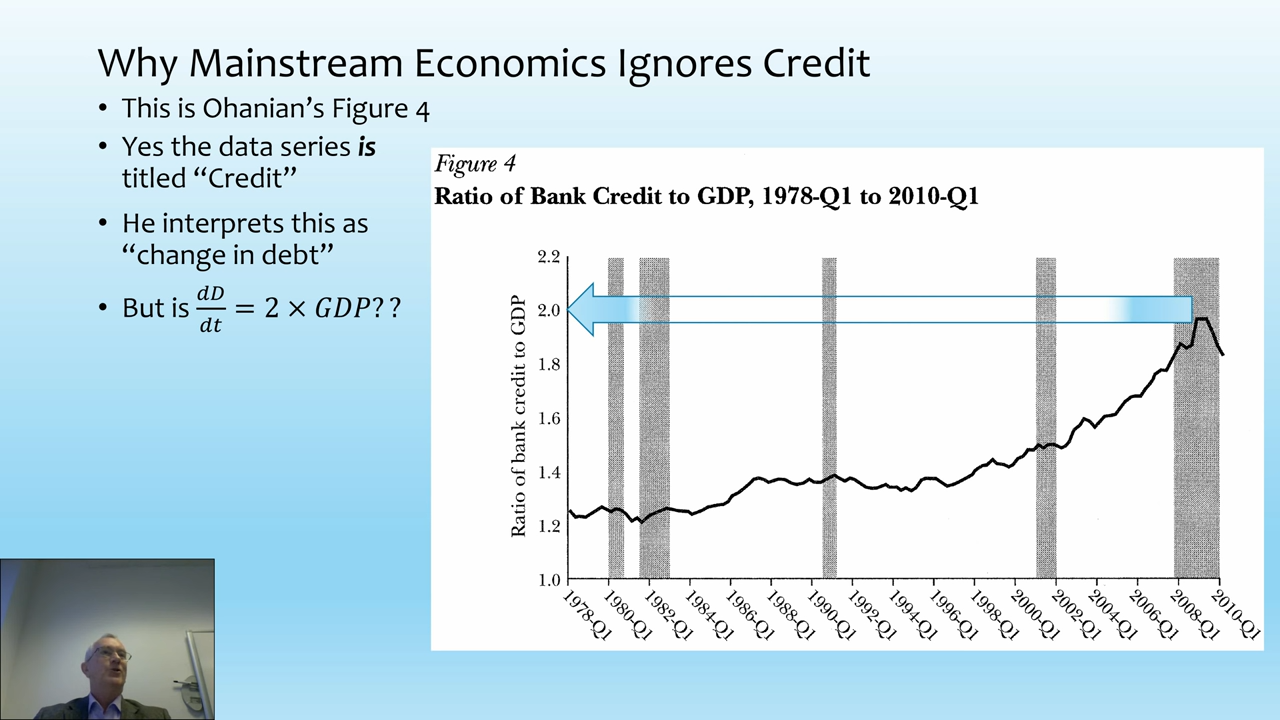 Why Mainstream Economics Ignores Credit
• This is Ohanian’s Figure 4
• Yes the data series is
titled “Credit”
• He interprets this as
“change in debt”
• But is dD/dt = 2 × GDP??
Figure 4
Ratio of Bank Credit to GDP, 1978-Q1 to 2010-Q1
Ratio of bank credit to GDP
2.2
2.0
1.8
1.6
1.4
1.2
1.0
1978-Q1
1980-Q1
1982-Q1
1984-Q1
1986-Q1
1988-Q1
1990-Q1
1992-Q1
1994-Q1
1996-Q1
1998-Q1
2000-Q1
2002-Q1
2004-Q1
2006-Q1
2008-Q1
2010-Q1